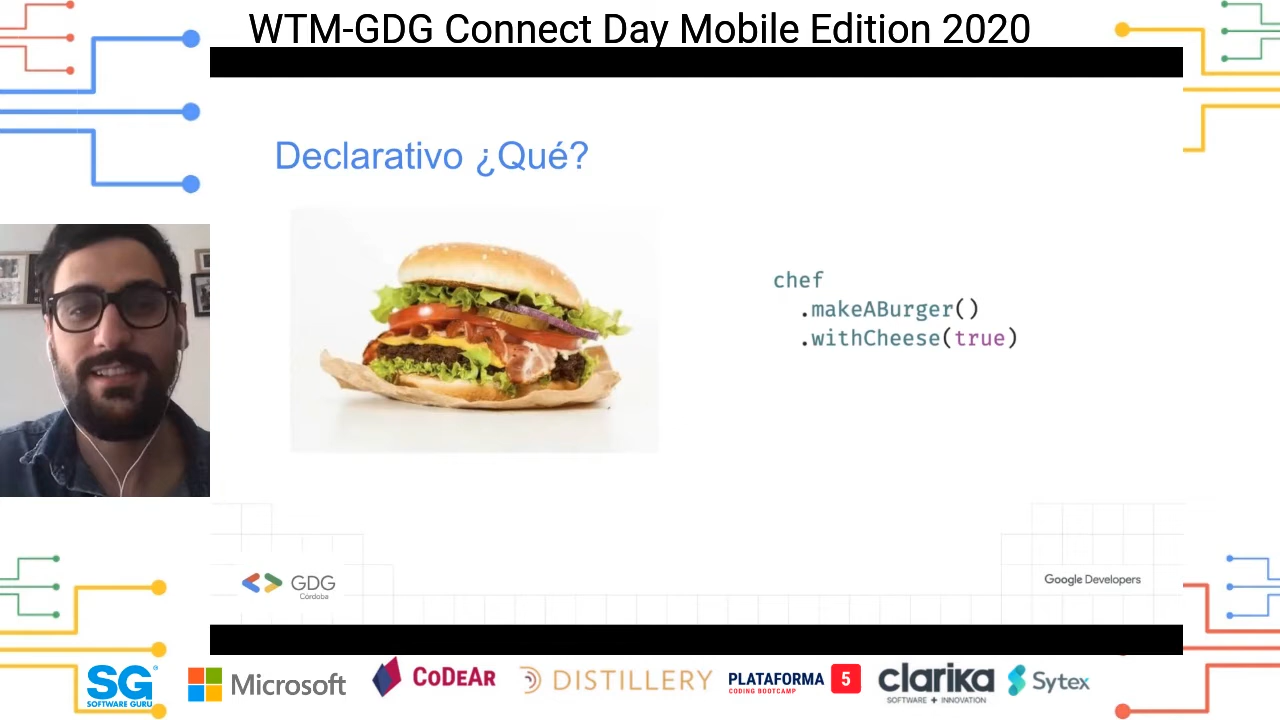 WTM-GDG Connect Day Mobile Edition 2020
Declarativo ¿Qué?
chef
.makeABurger()
.withCheese(true)
GDG
Córdoba
Google Developers
SG
SOFTWARE GURU
Microsoft
CoDeAr
DISTILLERY
PLATAFORMA 5
CODING BOOTCAMP
clarika
SOFTWARE + INNOVATION
Sytex